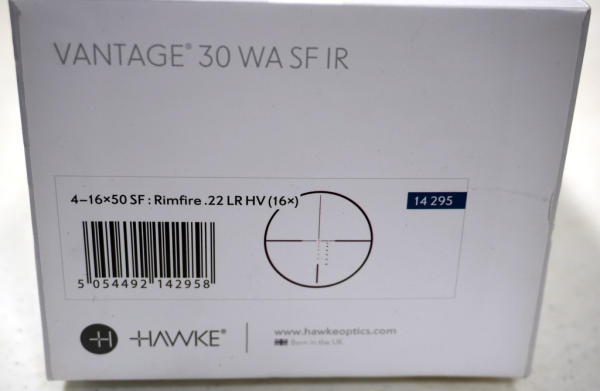 VANTAGE® 30 WA SF IR
4–16×50 SF : Rimfire .22 LR HV (16×)
14 295
5 054492 142958
HAWKE®
www.hawkeoptics.com
Born in the UK